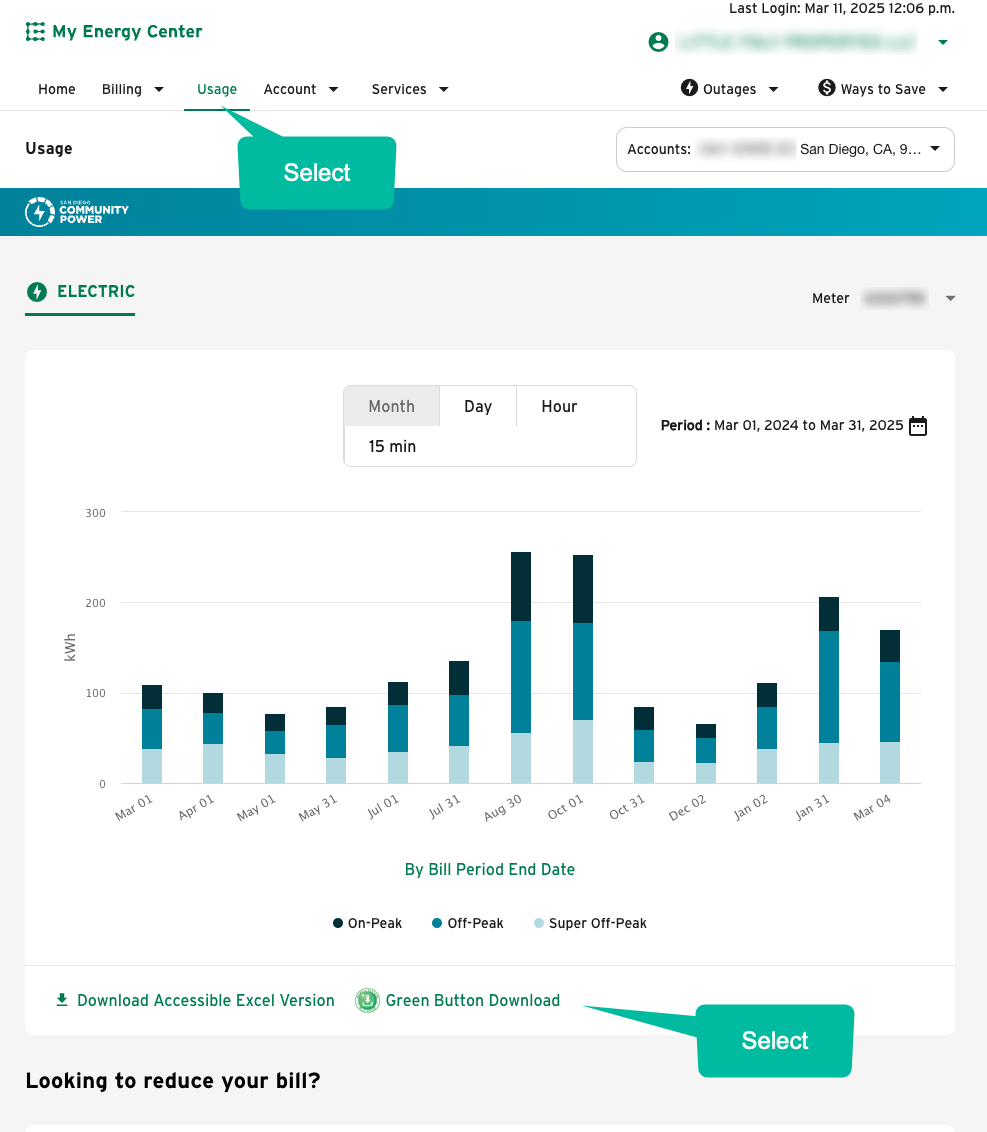 Last Login: Mar 11, 2025 12:06 p.m.
My Energy Center
Home Billing Usage Account Services Outages Ways to Save
Select
Usage
Accounts: San Diego, CA, 9...
SAN DIEGO
COMMUNITY
POWER
ELECTRIC
Meter
Month Day Hour
15 min
Period : Mar 01, 2024 to Mar 31, 2025
300
200
100
0
kWh
Mar 01 Apr 01 May 01 May 31 Jul 01 Jul 31 Aug 30 Oct 01 Oct 31 Dec 02 Jan 02 Jan 31 Mar 04
By Bill Period End Date
On-Peak Off-Peak Super Off-Peak
Download Accessible Excel Version Green Button Download
Select
Looking to reduce your bill?